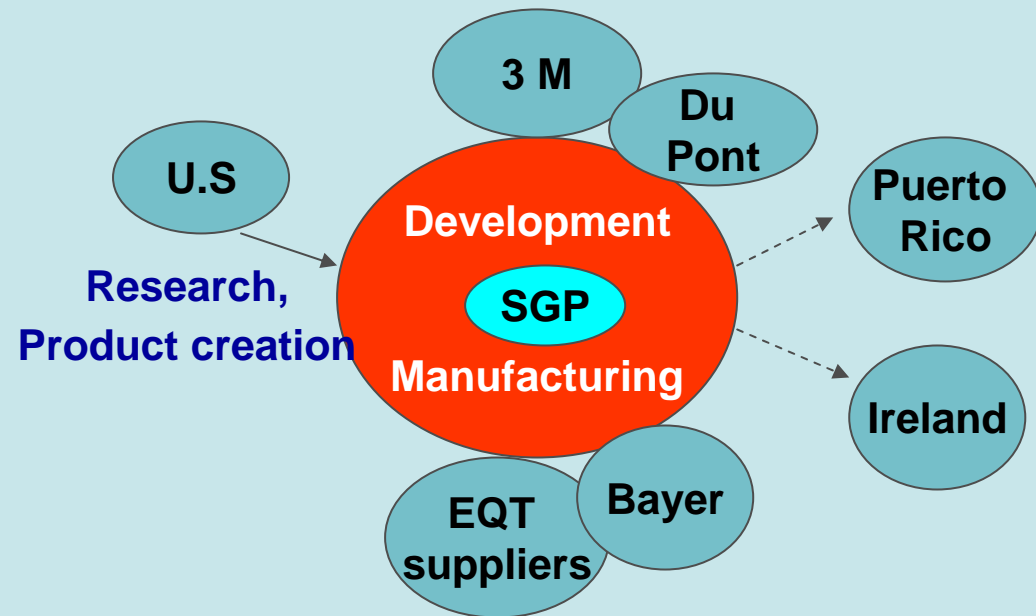 3 M
Du
Pont
U.S
Puerto
Rico
Development
Research,
Product creation
SGP
Manufacturing
Ireland
Bayer
EQT
suppliers